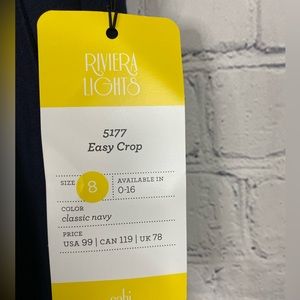 RIVIERA
LIGHTS
5177
Easy Crop
SIZE 8 AVAILABLE IN
0-16
COLOR
classic navy
PRICE
USA 99 | CAN 119 | UK 78
cabi